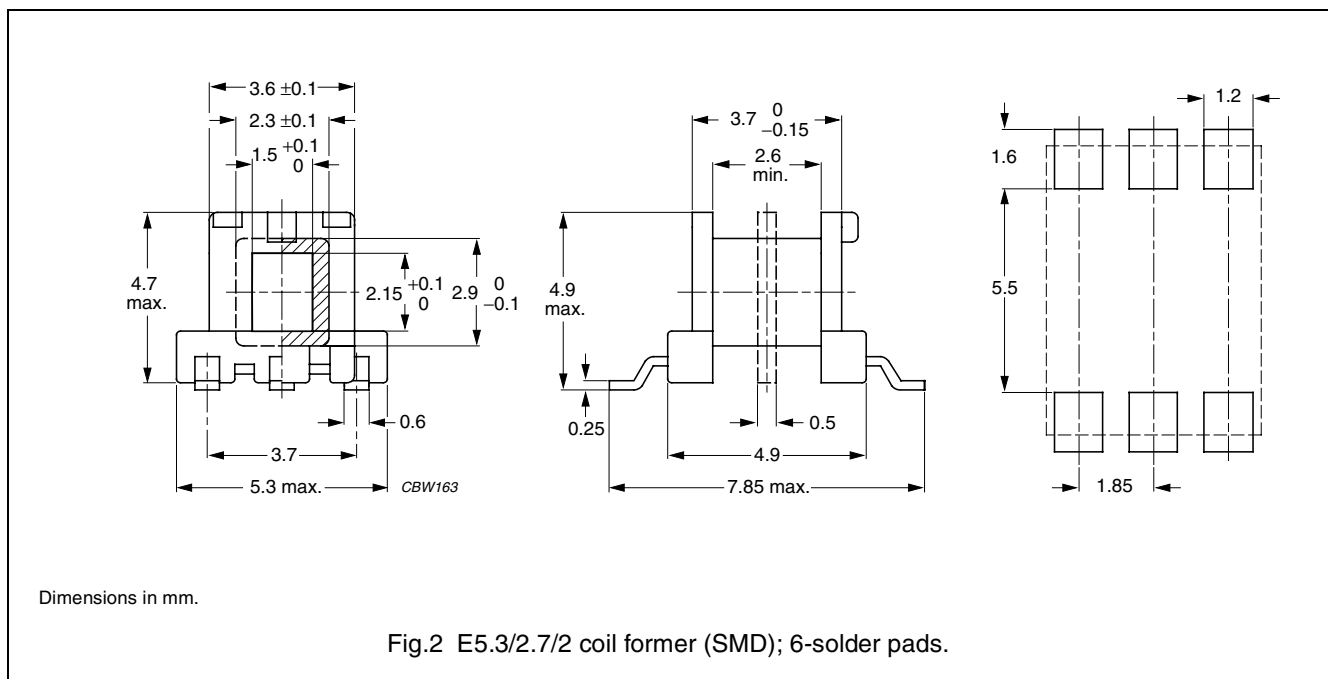 3.6 ±0.1
2.3 ±0.1
1.5 +0.1 0
4.7 max.
2.15 +0.1 0
2.9 0 −0.1
0.6
3.7
5.3 max.
CBW163
3.7 0 −0.15
2.6 min.
4.9 max.
0.25
0.5
4.9
7.85 max.
1.2
1.6
5.5
1.85
Dimensions in mm.
Fig.2 E5.3/2.7/2 coil former (SMD); 6-solder pads.